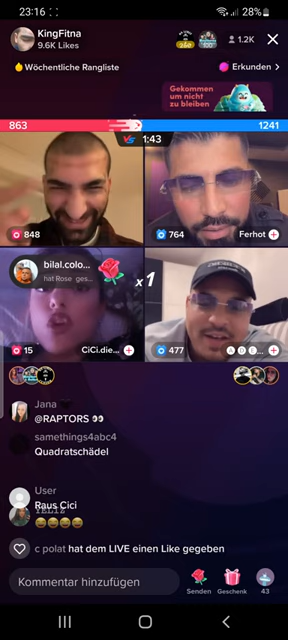 23:16
28%
KingFitna
9.6K Likes
1.2K
Wöchentliche Rangliste
Erkunden >
Gekommen
um nicht
zu bleiben
863
1241
VS 1:43
848
764
Ferhot
bilal.colo...
hat Rose ges...
x 1
15
CiCi.die...
477
A D E...
Jana
@RAPTORS 👀
samethings4abc4
Quadratschädel
User
Raus Cici
😂😂😂😂
c polat hat dem LIVE einen Like gegeben
Kommentar hinzufügen
Senden
Geschenk
43